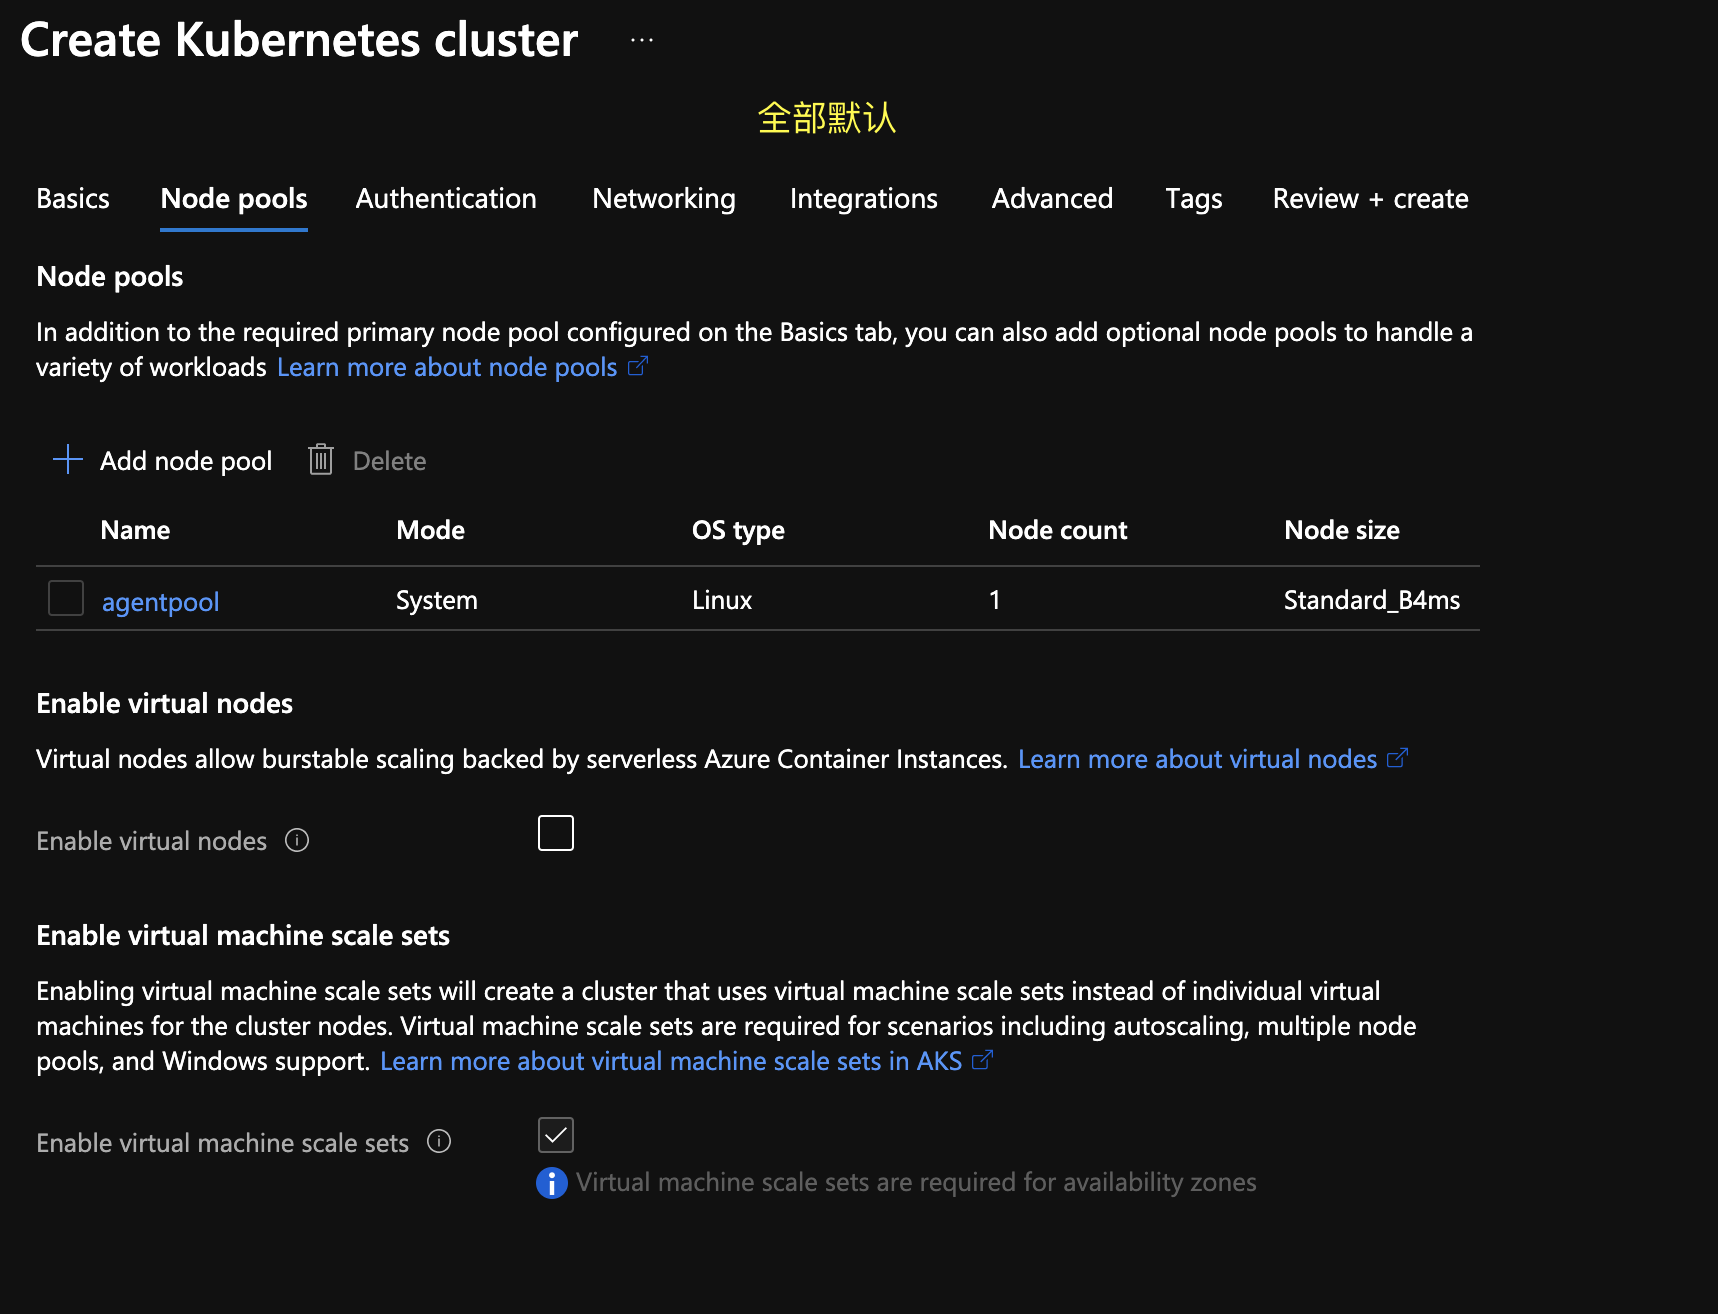 Create Kubernetes cluster ...
全部默认
Basics Node pools Authentication Networking Integrations Advanced Tags Review + create
Node pools
In addition to the required primary node pool configured on the Basics tab, you can also add optional node pools to handle a
variety of workloads Learn more about node pools
Add node pool Delete
Name Mode OS type Node count Node size
agentpool System Linux 1 Standard_B4ms
Enable virtual nodes
Virtual nodes allow burstable scaling backed by serverless Azure Container Instances. Learn more about virtual nodes
Enable virtual nodes
Enable virtual machine scale sets
Enabling virtual machine scale sets will create a cluster that uses virtual machine scale sets instead of individual virtual
machines for the cluster nodes. Virtual machine scale sets are required for scenarios including autoscaling, multiple node
pools, and Windows support. Learn more about virtual machine scale sets in AKS
Enable virtual machine scale sets
Virtual machine scale sets are required for availability zones